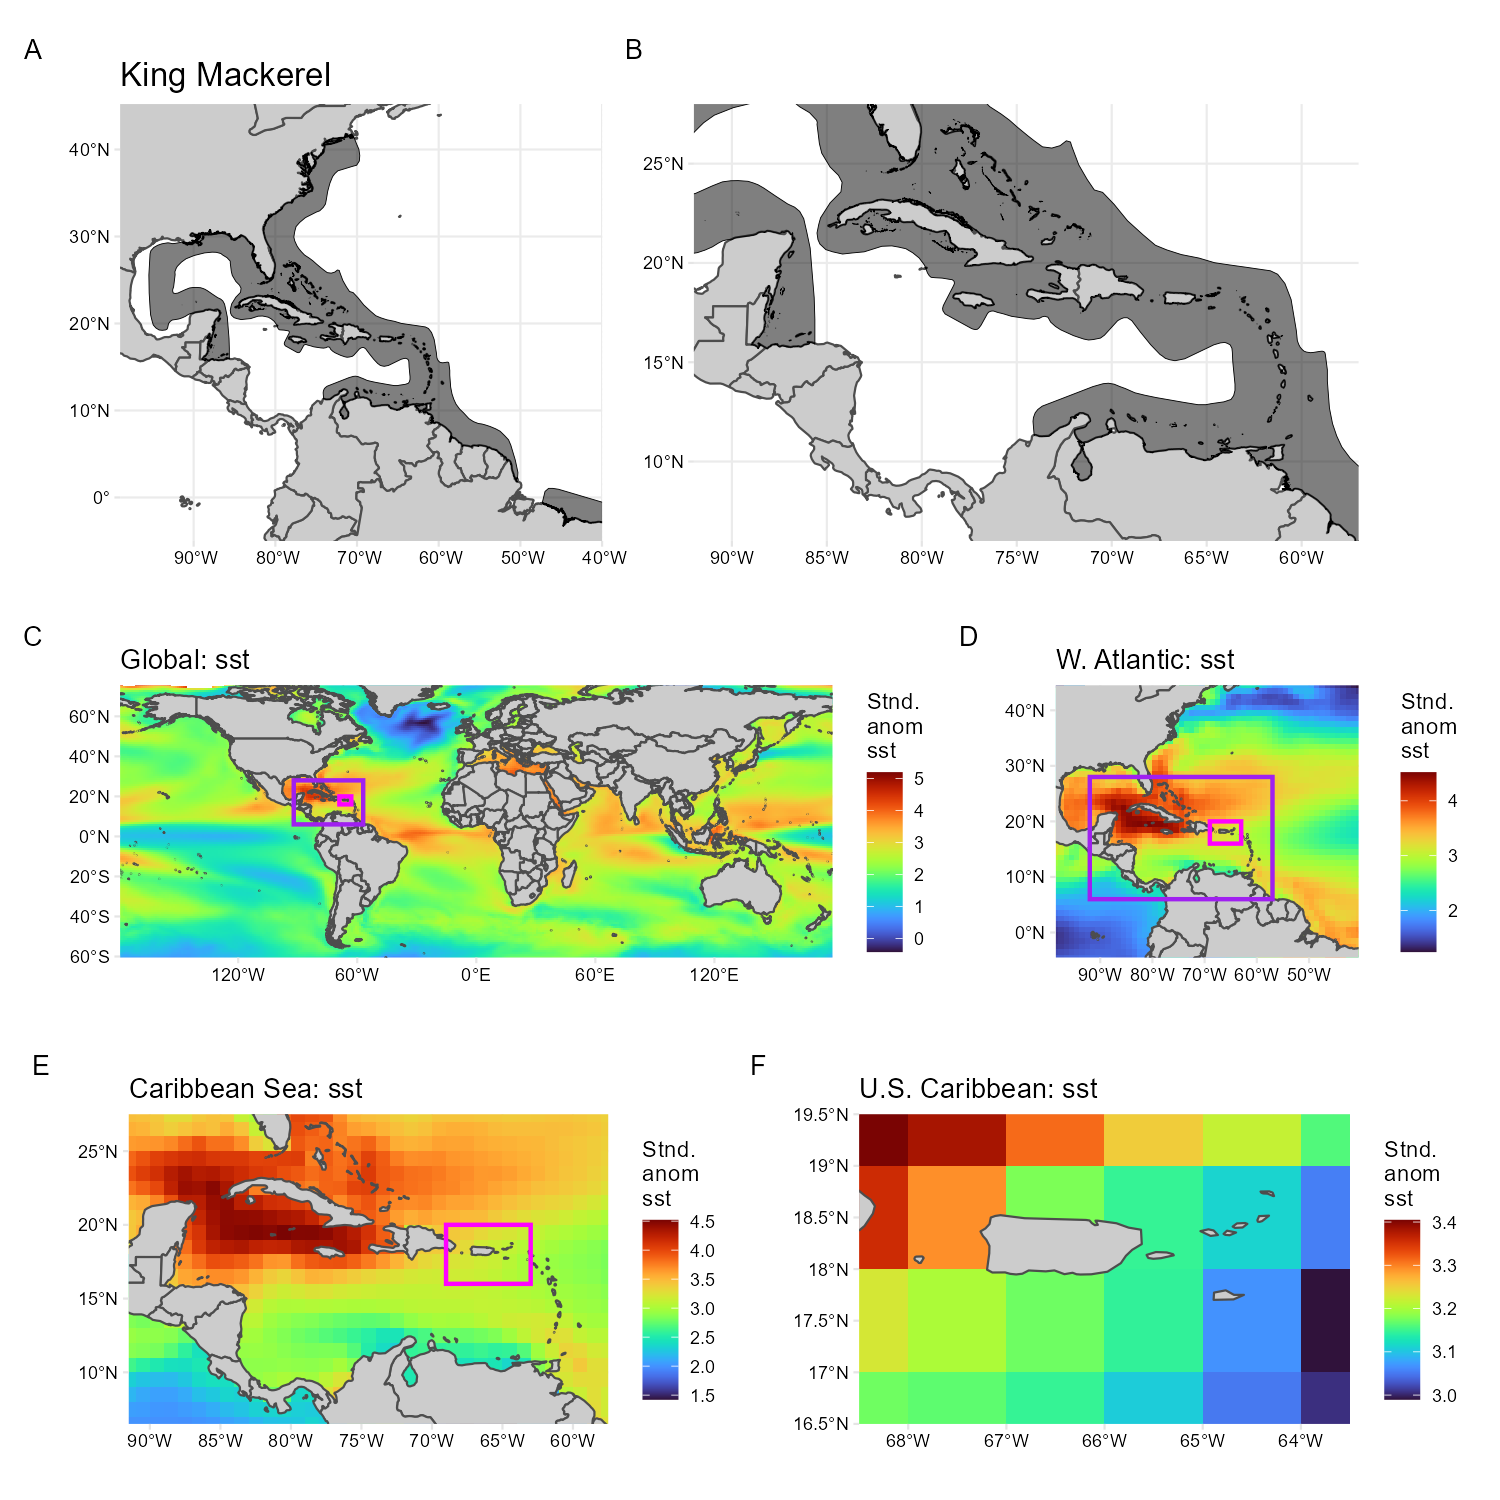 A
B
King Mackerel
40°N
30°N
20°N
10°N
0°
90°W 80°W 70°W 60°W 50°W 40°W
25°N
20°N
15°N
10°N
90°W 85°W 80°W 75°W 70°W 65°W 60°W
C
D
Global: sst
60°N
40°N
20°N
0°N
20°S
40°S
60°S
120°W 60°W 0°E 60°E 120°E
Stnd.
anom
sst
5
4
3
2
1
0
W. Atlantic: sst
40°N
30°N
20°N
10°N
0°N
90°W 80°W 70°W 60°W 50°W
Stnd.
anom
sst
4
3
2
E
F
Caribbean Sea: sst
25°N
20°N
15°N
10°N
90°W 85°W 80°W 75°W 70°W 65°W 60°W
Stnd.
anom
sst
4.5
4.0
3.5
3.0
2.5
2.0
1.5
U.S. Caribbean: sst
19.5°N
19°N
18.5°N
18°N
17.5°N
17°N
16.5°N
68°W 67°W 66°W 65°W 64°W
Stnd.
anom
sst
3.4
3.3
3.2
3.1
3.0